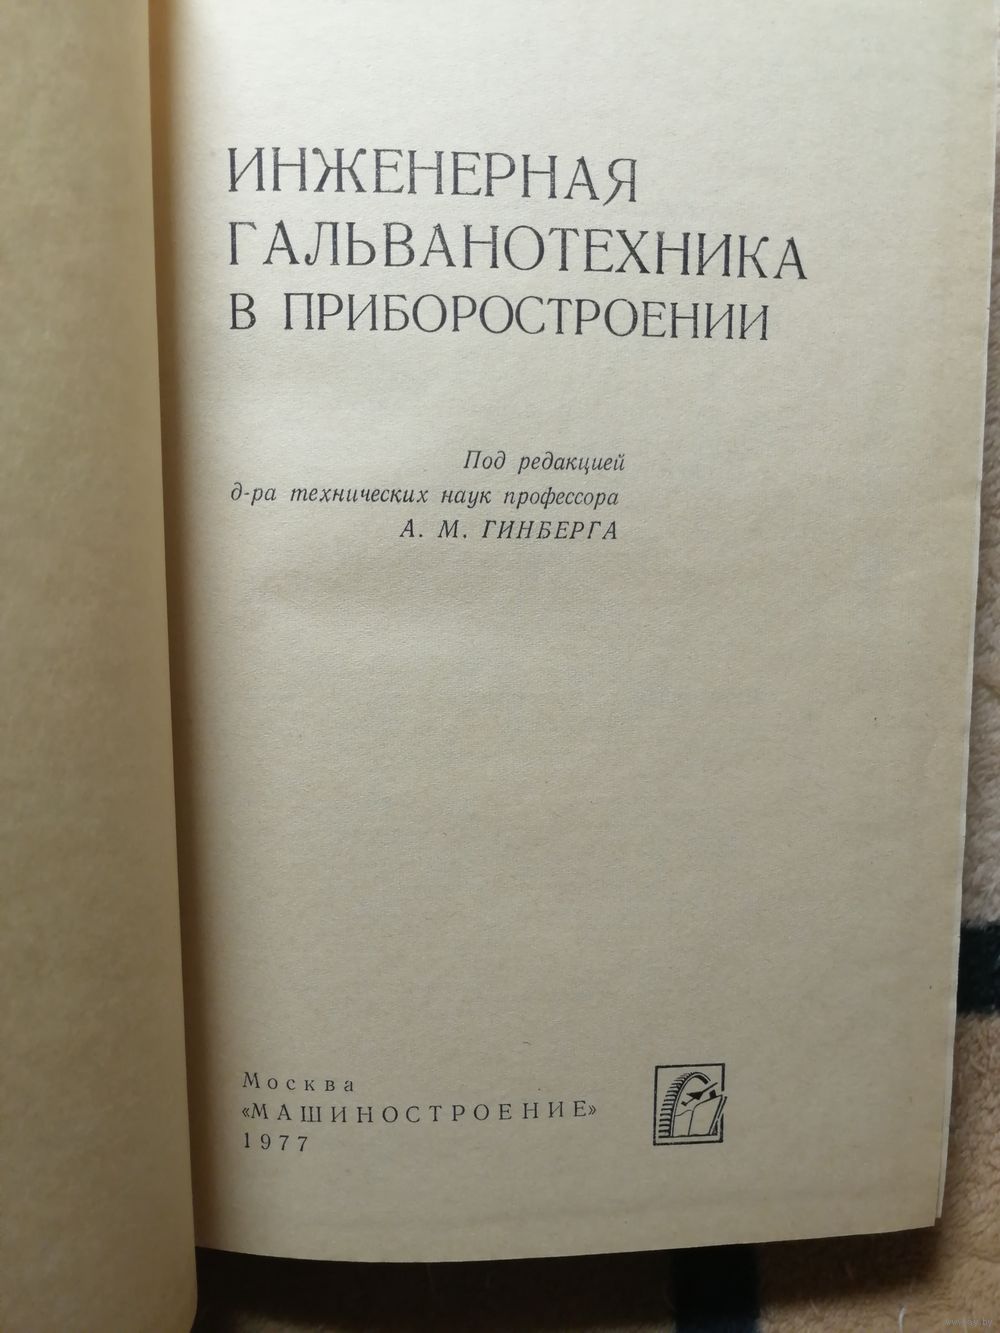 ИНЖЕНЕРНАЯ
ГАЛЬВАНОТЕХНИКА
В ПРИБОРОСТРОЕНИИ
Под редакцией
д-ра технических наук профессора
А. М. ГИНБЕРГА
Москва
«МАШИНОСТРОЕНИЕ»
1977